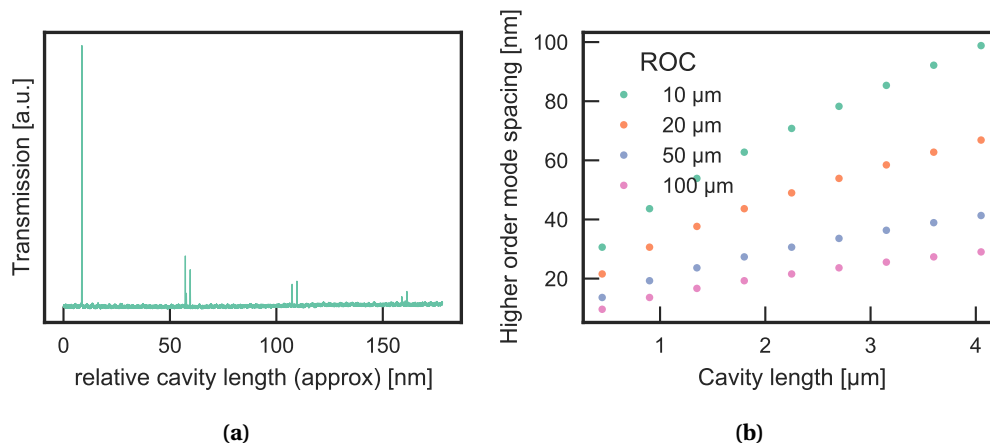 Transmission [a.u.]
0
50
100
150
relative cavity length (approx) [nm]
(a)
Higher order mode spacing [nm]
100
80
60
40
20
ROC
10 µm
20 µm
50 µm
100 µm
1
2
3
4
Cavity length [µm]
(b)